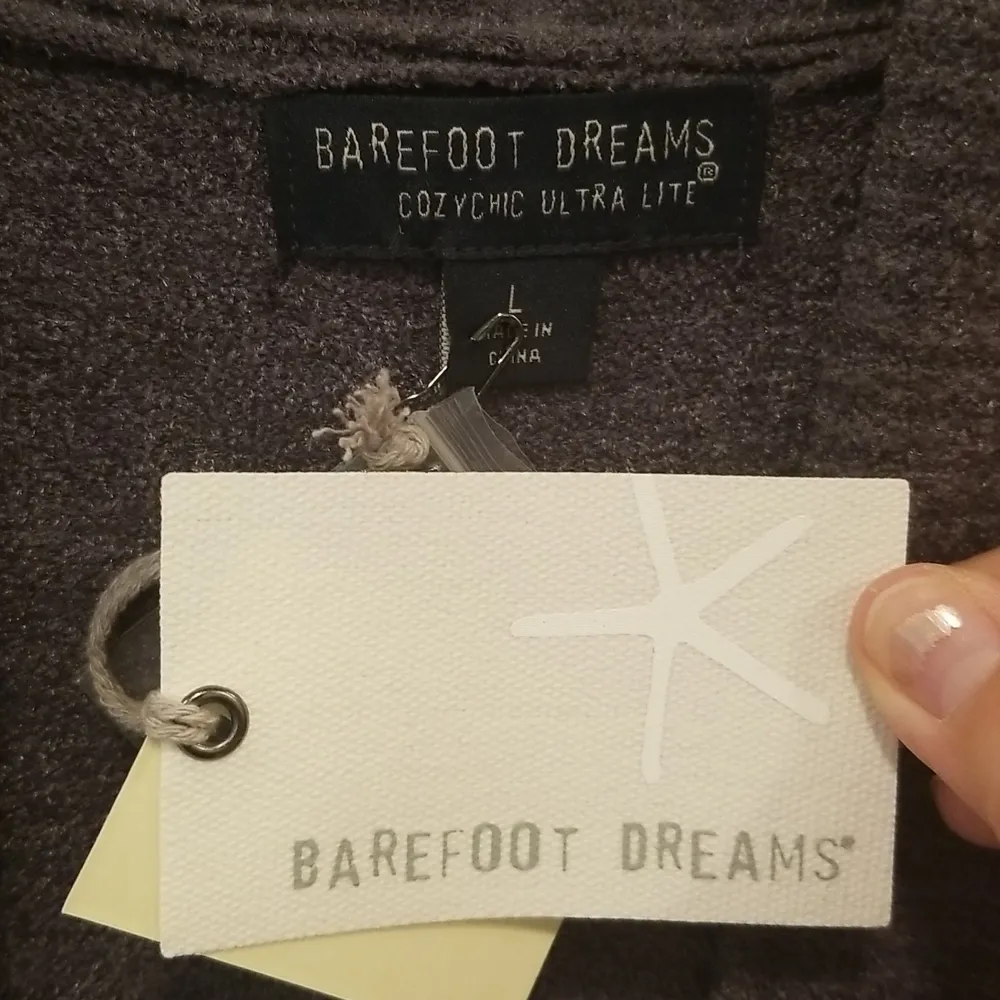 BAREFOOT DREAMS®
COZYCHIC ULTRA LITE
L
MADE IN
CHINA
BAREFOOT DREAMS®